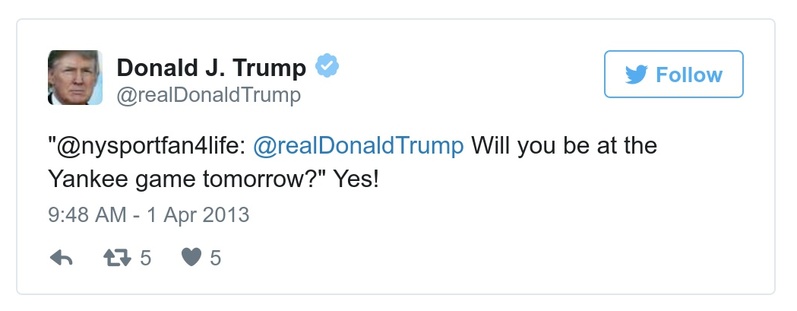 Donald J. Trump
@realDonaldTrump
Follow
"@nysportfan4life: @realDonaldTrump Will you be at the
Yankee game tomorrow?" Yes!
9:48 AM - 1 Apr 2013
5 5